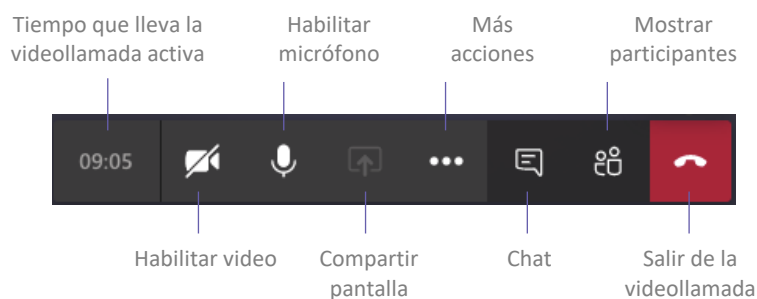 Tiempo que lleva la
videollamada activa
Habilitar
micrófono
Más
acciones
Mostrar
participantes
09:05
Habilitar video
Compartir
pantalla
Chat
Salir de la
videollamada